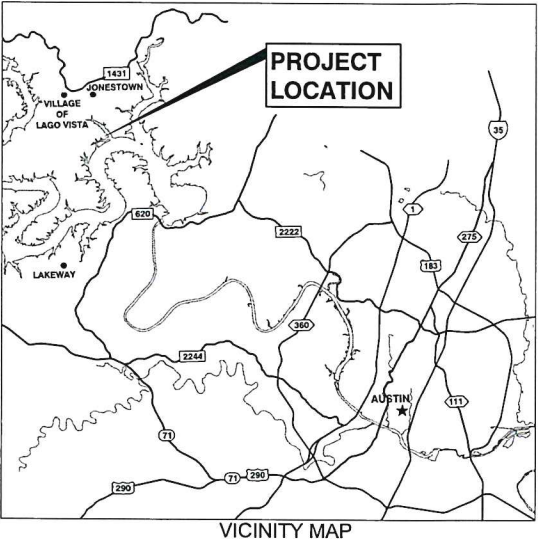 PROJECT
LOCATION
1431
JONESTOWN
VILLAGE
OF
LAGO VISTA
35
620
1
2222
275
183
LAKEWAY
360
2244
AUSTIN
111
71
71
290
290
VICINITY MAP